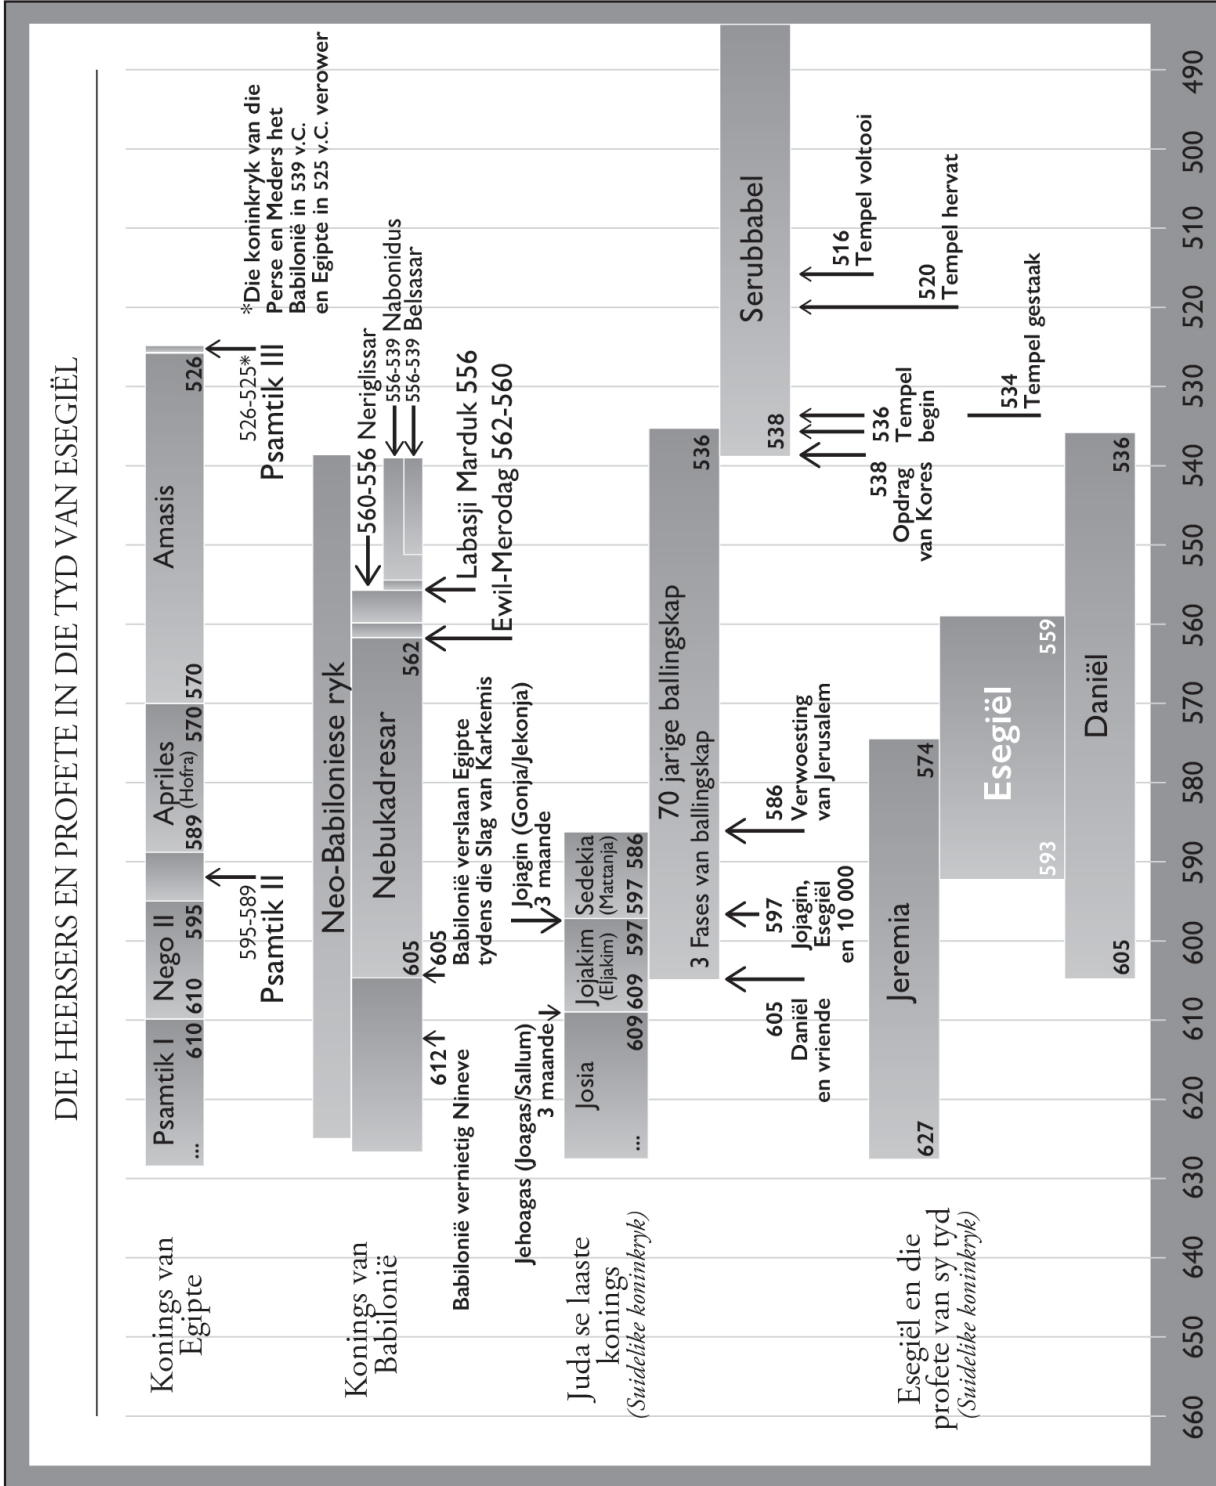 DIE HEERSERS EN PROFETE IN DIE TYD VAN ESEGIËL
Konings van
Egipte
Psamtik I
... 610
Nego II
610 595
595-589
Psamtik II
Apriles
(Hofra)
589 570
Amasis
570 526
526-525*
Psamtik III
*Die koninkryk van die
Perse en Meders het
Babilonië in 539 v.C.
en Egipte in 525 v.C. verower
Konings van
Babilonië
Neo-Babiloniese ryk
Nebukadresar
605 562
560-556 Neriglissar
556-539 Nabonidus
556-539 Belsasar
Labasji Marduk 556
Ewil-Merodag 562-560
612
Babilonië vernietig Nineve
605
Babilonië verslaan Egipte
tydens die Slag van Karkemis
Juda se laaste
konings
(Suidelike koninkryk)
Jehoagas (Joagas/Sallum)
3 maande
Jojagin (Gonja/Jekonja)
3 maande
Josia
... 609
Jojakim
(Eljakim)
609 597
Sedekia
(Mattanja)
597 586
70 jarige ballingskap
3 Fases van ballingskap
536
605
Daniël
en vriende
597
Jojagin,
Esegiël
en 10 000
586
Verwoesting
van Jerusalem
Serubbabel
538
538
Opdrag
van Kores
536
Tempel
begin
534
Tempel gestaak
520
Tempel hervat
516
Tempel voltooi
Esegiël en die
profete van sy tyd
(Suidelike koninkryk)
Jeremia
627 574
Esegiël
593 559
Daniël
605 536
660 650 640 630 620 610 600 590 580 570 560 550 540 530 520 510 500 490